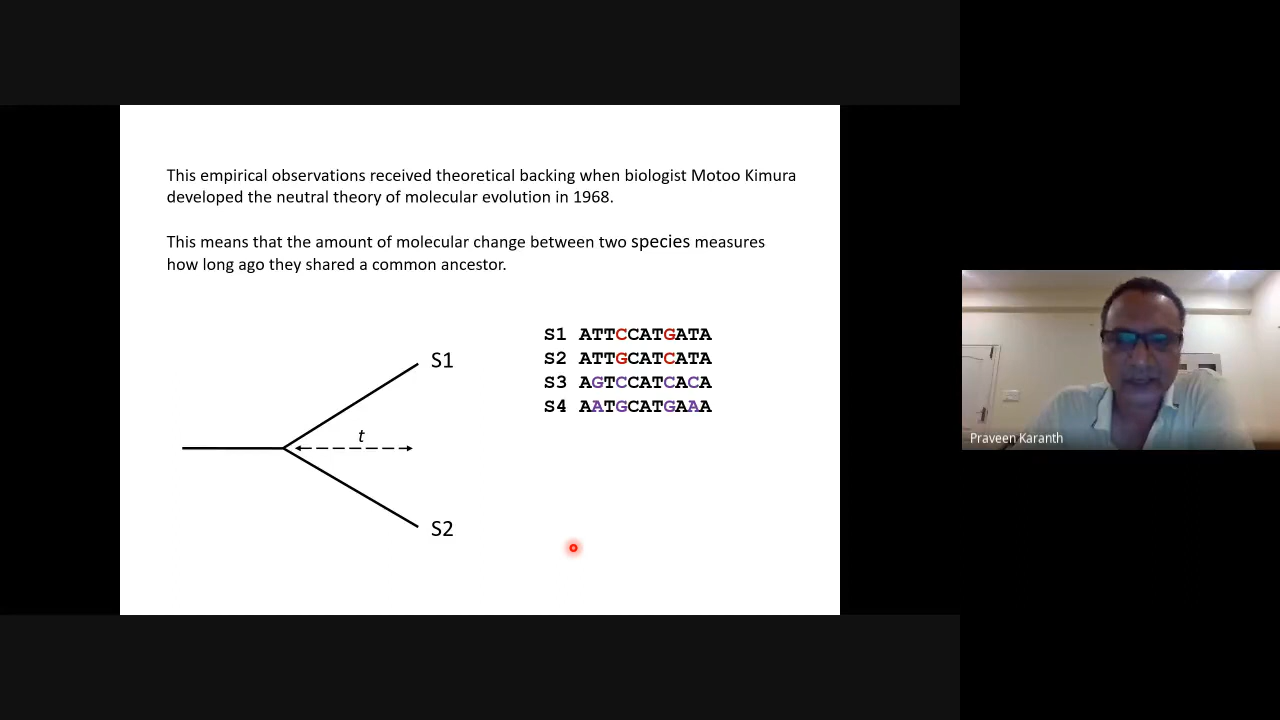 This empirical observations received theoretical backing when biologist Motoo Kimura
developed the neutral theory of molecular evolution in 1968.
This means that the amount of molecular change between two species measures
how long ago they shared a common ancestor.
S1 ATTCCATGATA
S2 ATTGCATCATA
S3 AGTCCATCACA
S4 AATGCATGAAA
S1
t
S2
Praveen Karanth